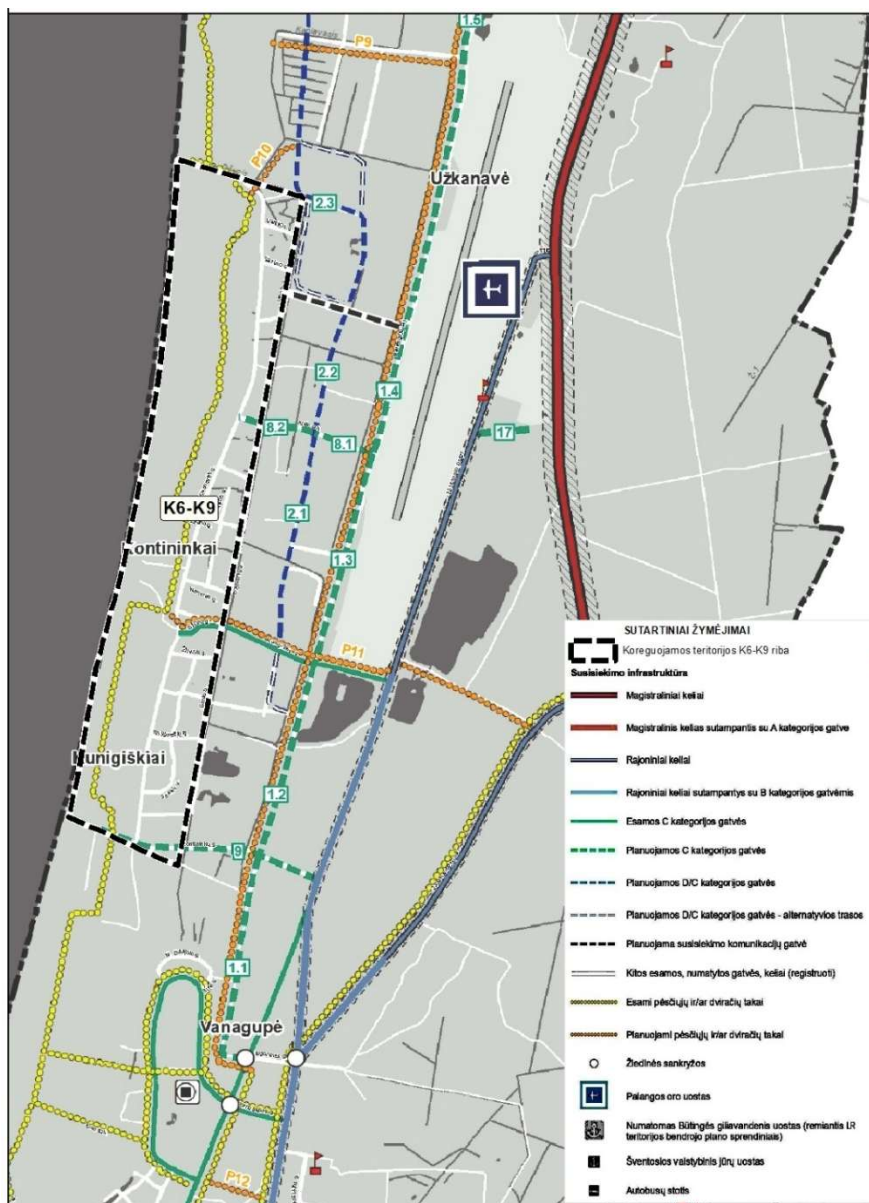 1.5
P9
P10
Užkanavė
2.3
2.2
1.4
8.2
8.1
17
K6-K9
2.1
Kontininkai
1.3
P11
Kunigiškiai
1.2
9
1.1
Vanagupė
P12
SUTARTINIAI ŽYMĖJIMAI
Koreguojamos teritorijos K6-K9 riba
Susisiekimo infrastruktūra
Magistraliniai keliai
Magistralinis kelias sutampantis su A kategorijos gatve
Rajoniniai keliai
Rajoniniai keliai sutampantys su B kategorijos gatvėmis
Esamos C kategorijos gatvės
Planuojamos C kategorijos gatvės
Planuojamos D/C kategorijos gatvės
Planuojamos D/C kategorijos gatvės - alternatyvios trasos
Planuojama susisiekimo komunikacijų gatvė
Kitos esamos, numatytos gatvės, keliai (registruoti)
Esami pėsčiųjų ir/ar dviračių takai
Planuojami pėsčiųjų ir/ar dviračių takai
Žiedinės sankryžos
Palangos oro uostas
Numatomas Būtingės giliavandenis uostas (remiantis LR
teritorijos bendrojo plano sprendiniais)
Šventosios valstybinis jūrų uostas
Autobusų stotis